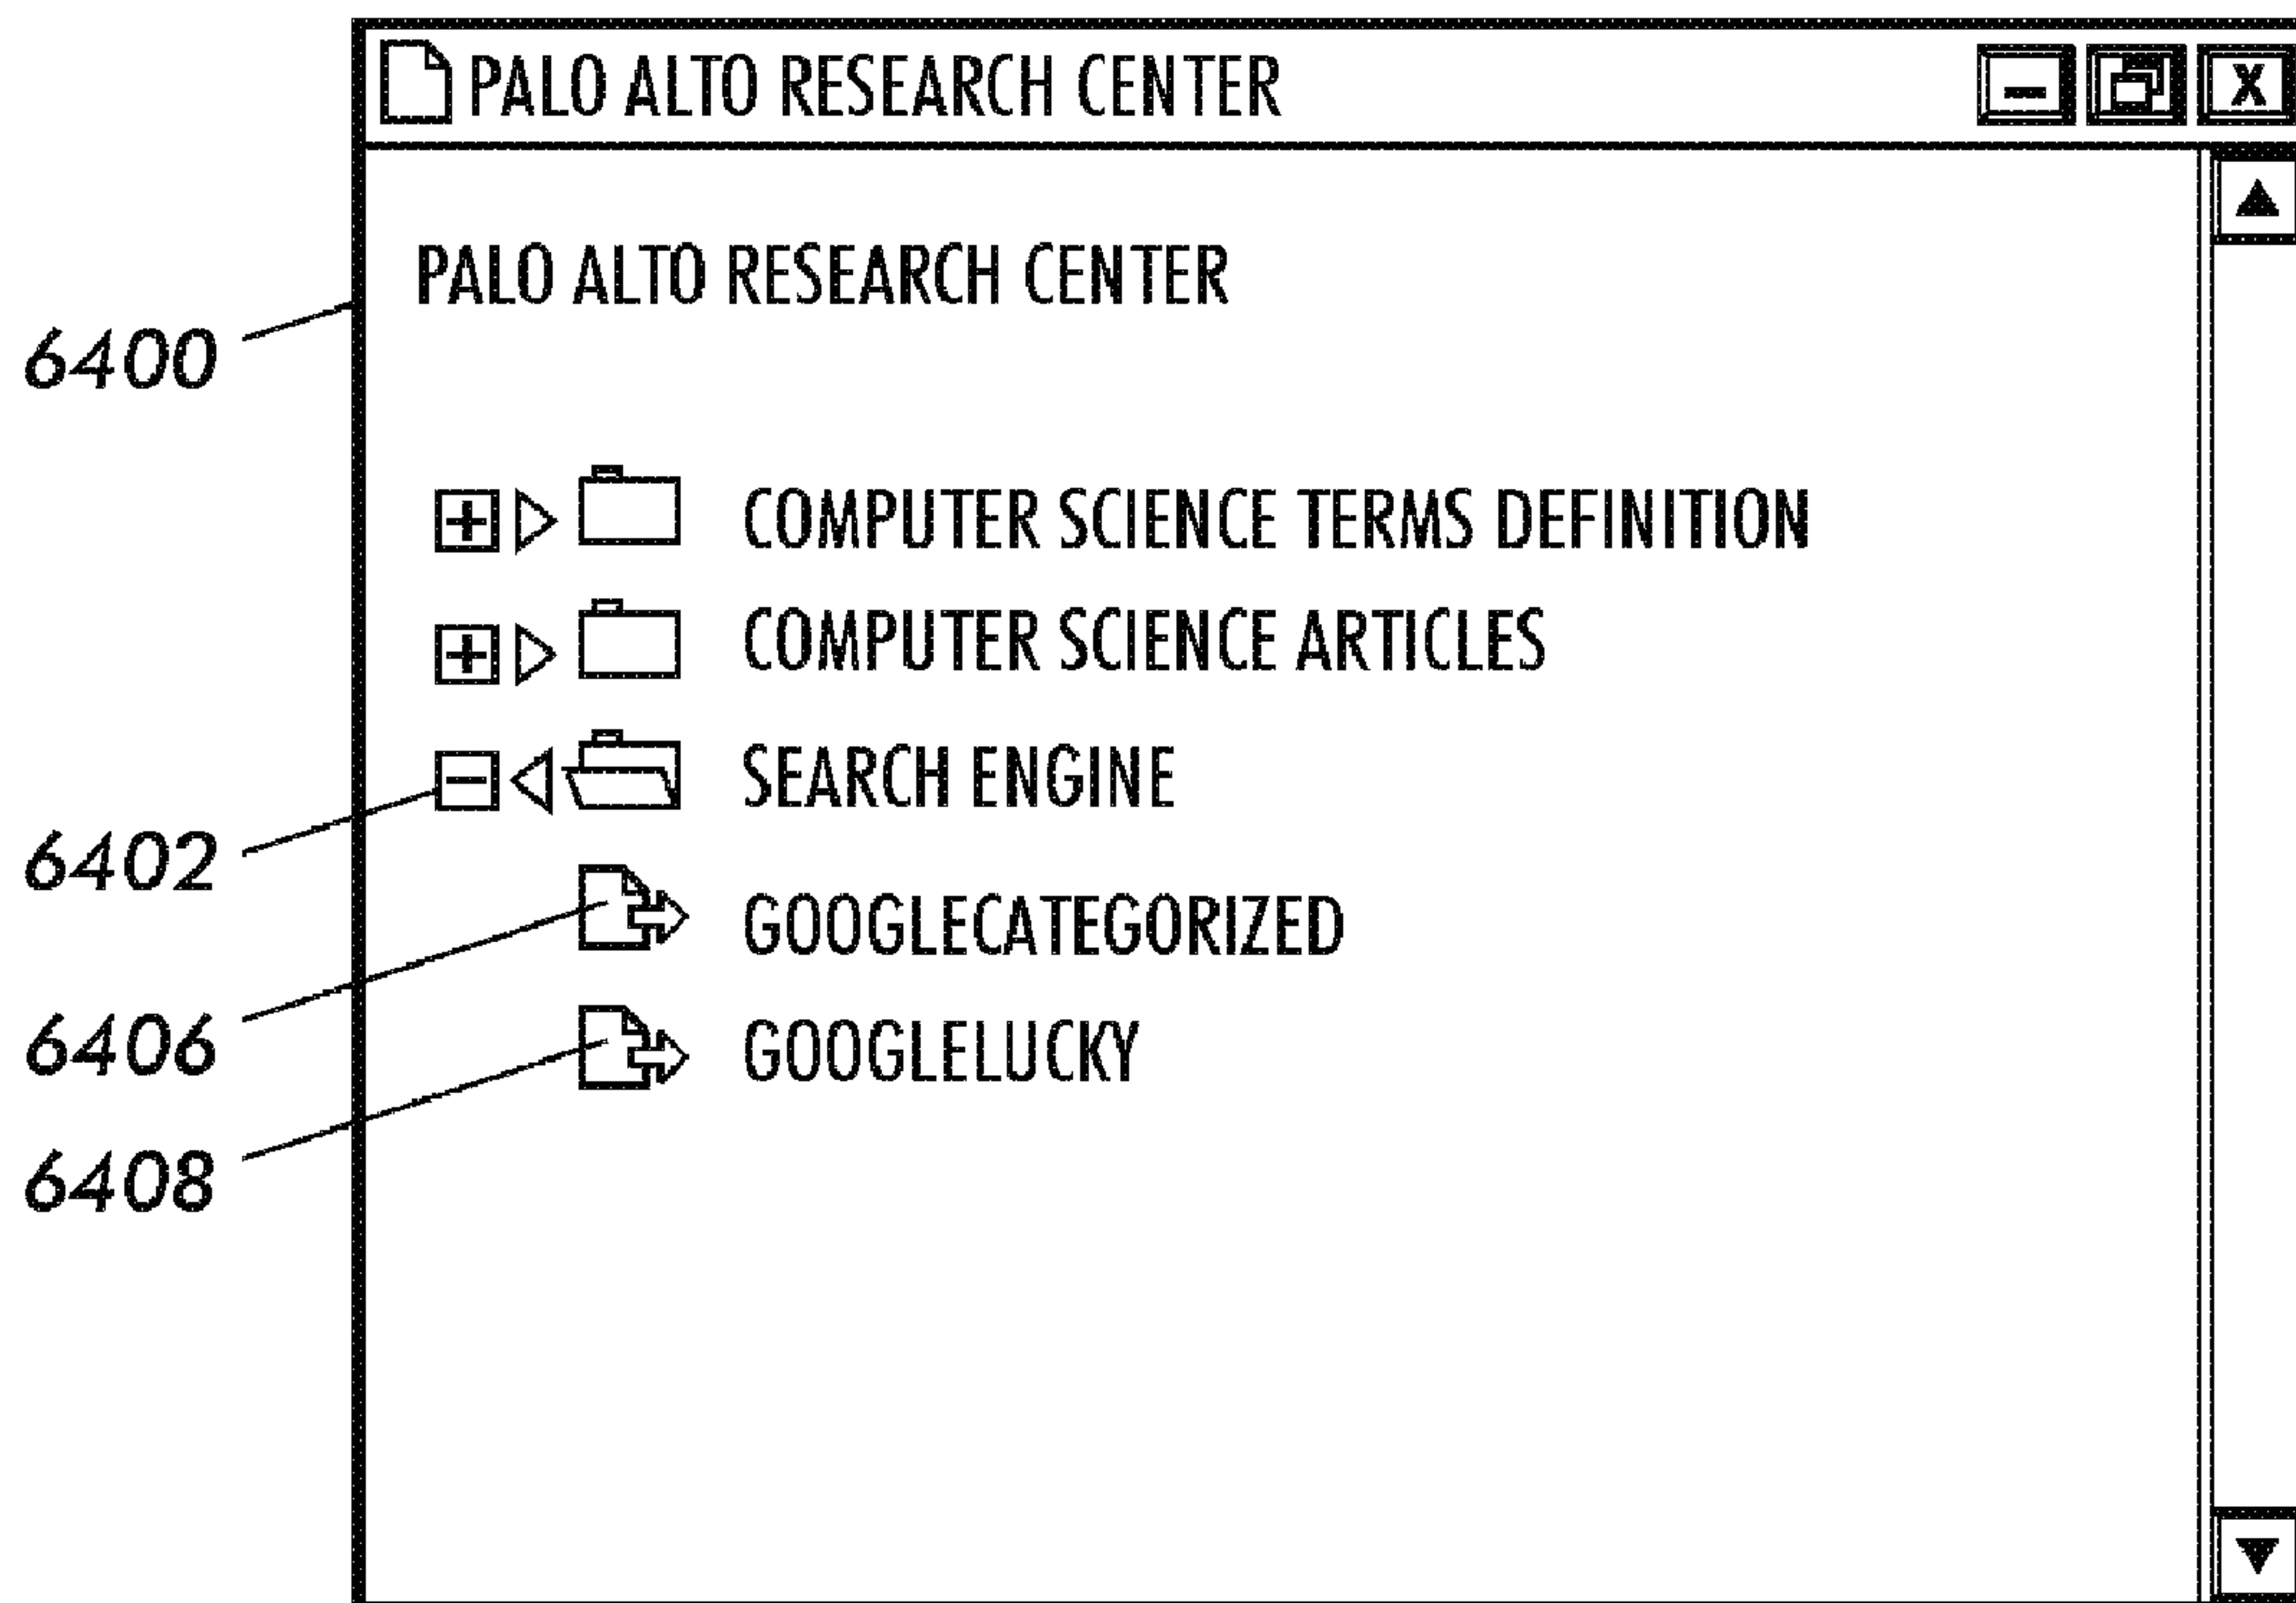 PALO ALTO RESEARCH CENTER
PALO ALTO RESEARCH CENTER
6400
COMPUTER SCIENCE TERMS DEFINITION
COMPUTER SCIENCE ARTICLES
SEARCH ENGINE
6402
GOOGLECATEGORIZED
6406
GOOGLELUCKY
6408